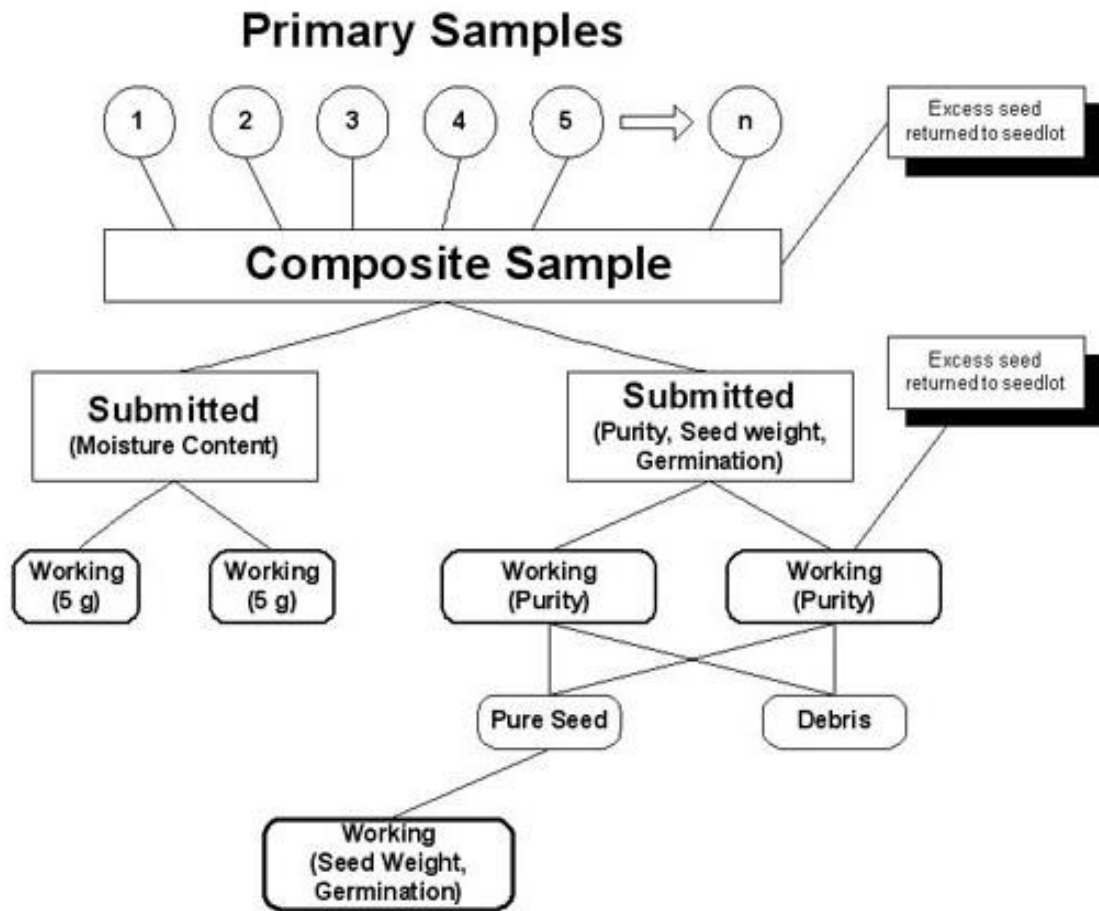 Primary Samples
1 2 3 4 5 n
Excess seed
returned to seedlot
Composite Sample
Excess seed
returned to seedlot
Submitted
(Moisture Content)
Submitted
(Purity, Seed weight,
Germination)
Working
(5 g)
Working
(5 g)
Working
(Purity)
Working
(Purity)
Pure Seed
Debris
Working
(Seed Weight,
Germination)